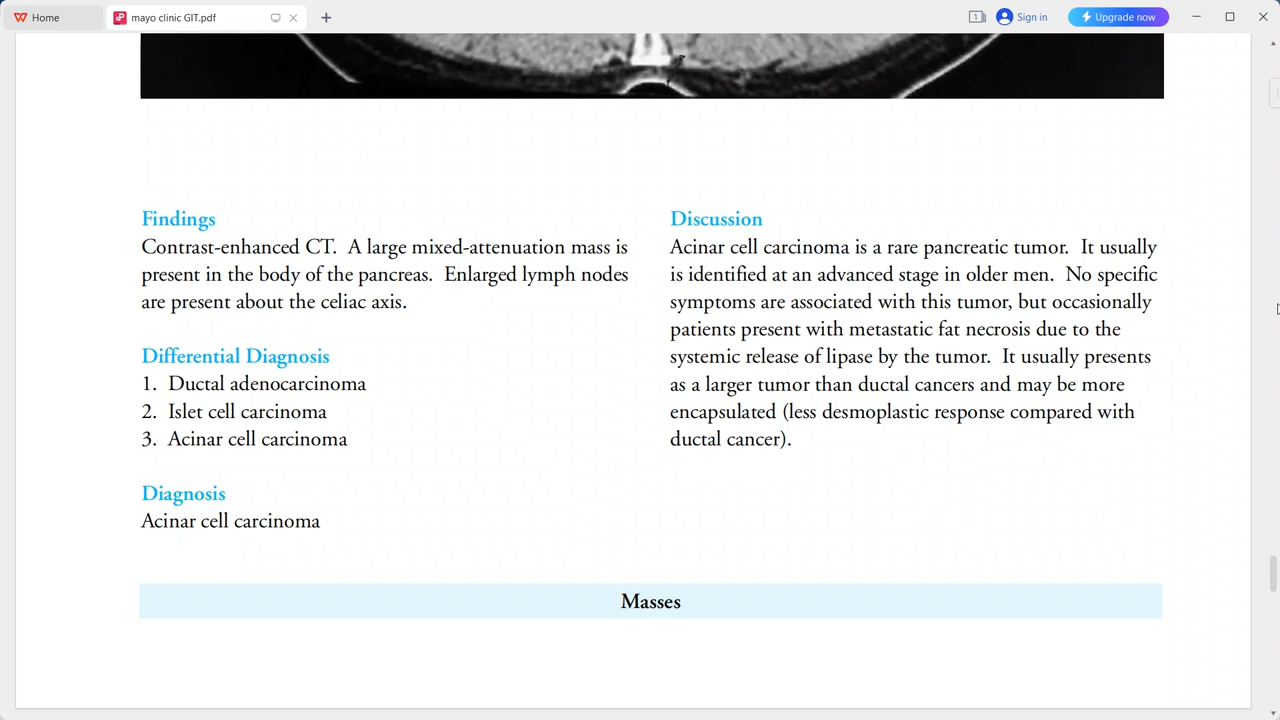 Home
mayo clinic GIT.pdf
1
Sign in
Upgrade now
Findings
Contrast-enhanced CT. A large mixed-attenuation mass is
present in the body of the pancreas. Enlarged lymph nodes
are present about the celiac axis.
Differential Diagnosis
1. Ductal adenocarcinoma
2. Islet cell carcinoma
3. Acinar cell carcinoma
Diagnosis
Acinar cell carcinoma
Discussion
Acinar cell carcinoma is a rare pancreatic tumor. It usually
is identified at an advanced stage in older men. No specific
symptoms are associated with this tumor, but occasionally
patients present with metastatic fat necrosis due to the
systemic release of lipase by the tumor. It usually presents
as a larger tumor than ductal cancers and may be more
encapsulated (less desmoplastic response compared with
ductal cancer).
Masses